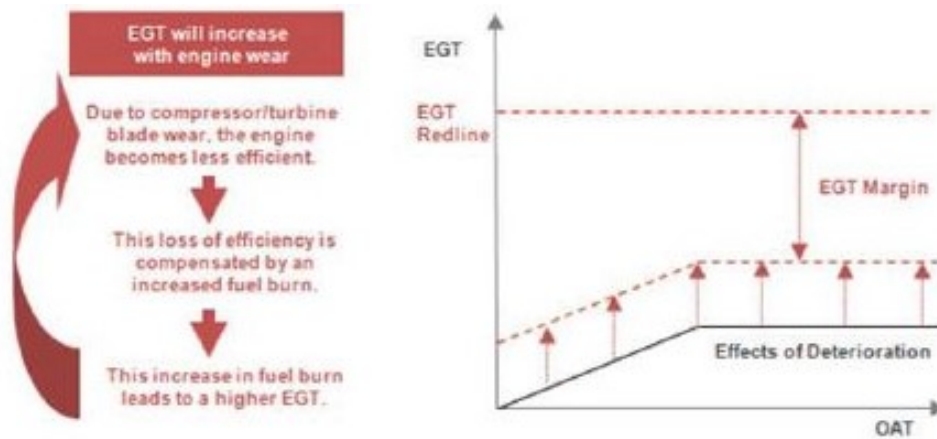 EGT will increase
with engine wear
Due to compressor/turbine
blade wear, the engine
becomes less efficient.
This loss of efficiency is
compensated by an
increased fuel burn.
This increase in fuel burn
leads to a higher EGT.
EGT
EGT
Redline
EGT Margin
Effects of Deterioration
OAT